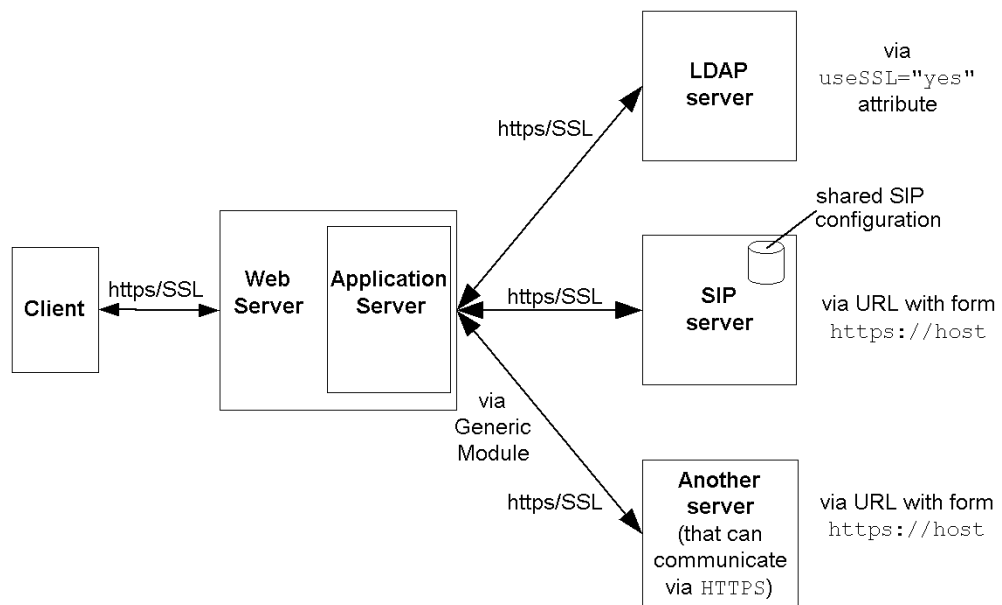 LDAP
server
via
useSSL="yes"
attribute
https/SSL
shared SIP
configuration
Client
https/SSL
Web
Server
Application
Server
https/SSL
SIP
server
via URL with form
https://host
via
Generic
Module
https/SSL
Another
server
(that can
communicate
via HTTPS)
via URL with form
https://host